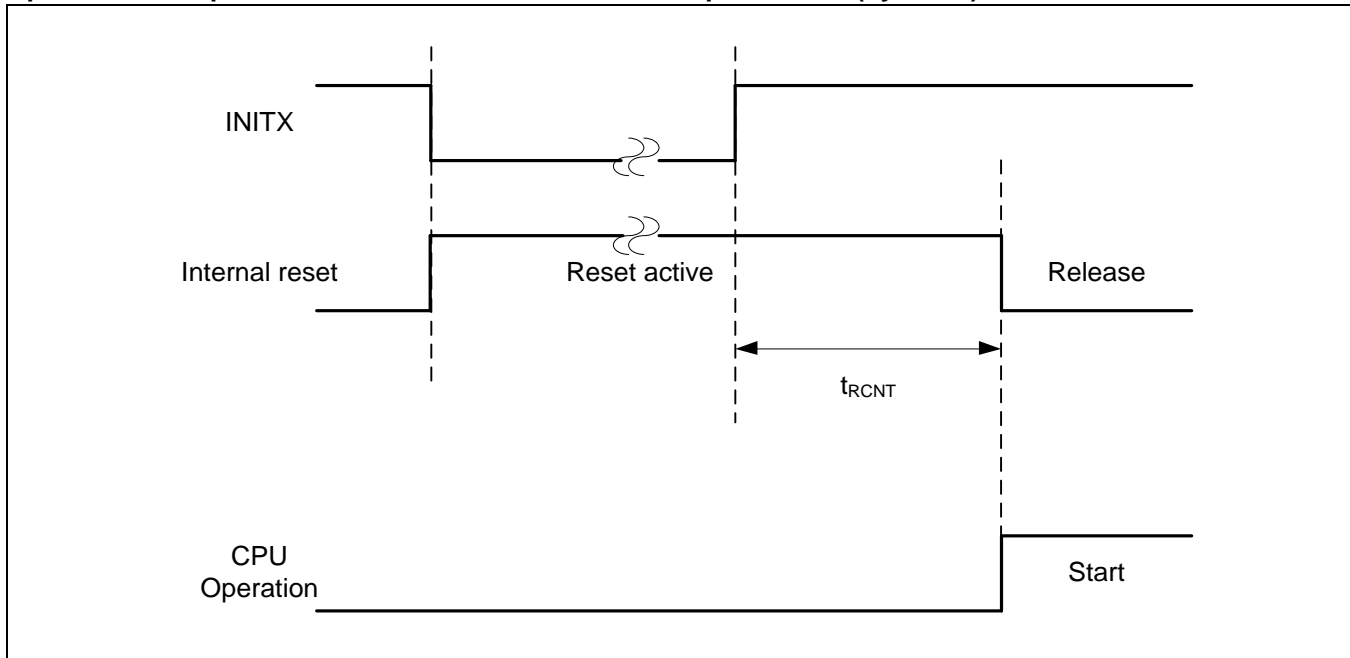 INITX
Internal reset
Reset active
Release
tRCNT
CPU
Operation
Start